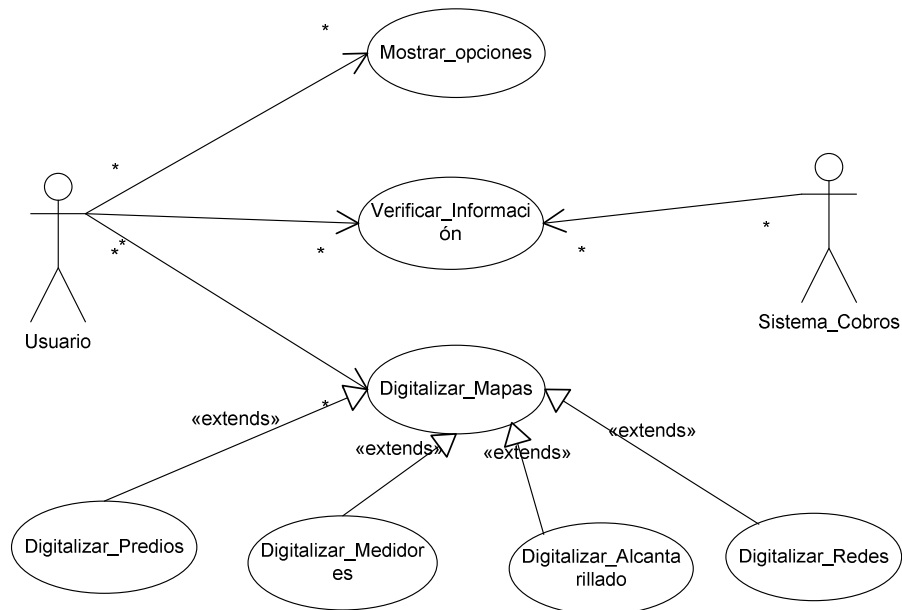 *
Mostrar_opciones
*
Verificar_Informaci
ón
*
*
*
*
*
*
Usuario
Sistema_Cobros
Digitalizar_Mapas
*
«extends»
«extends»
«extends»
«extends»
Digitalizar_Predios
Digitalizar_Medidor
es
Digitalizar_Alcanta
rillado
Digitalizar_Redes